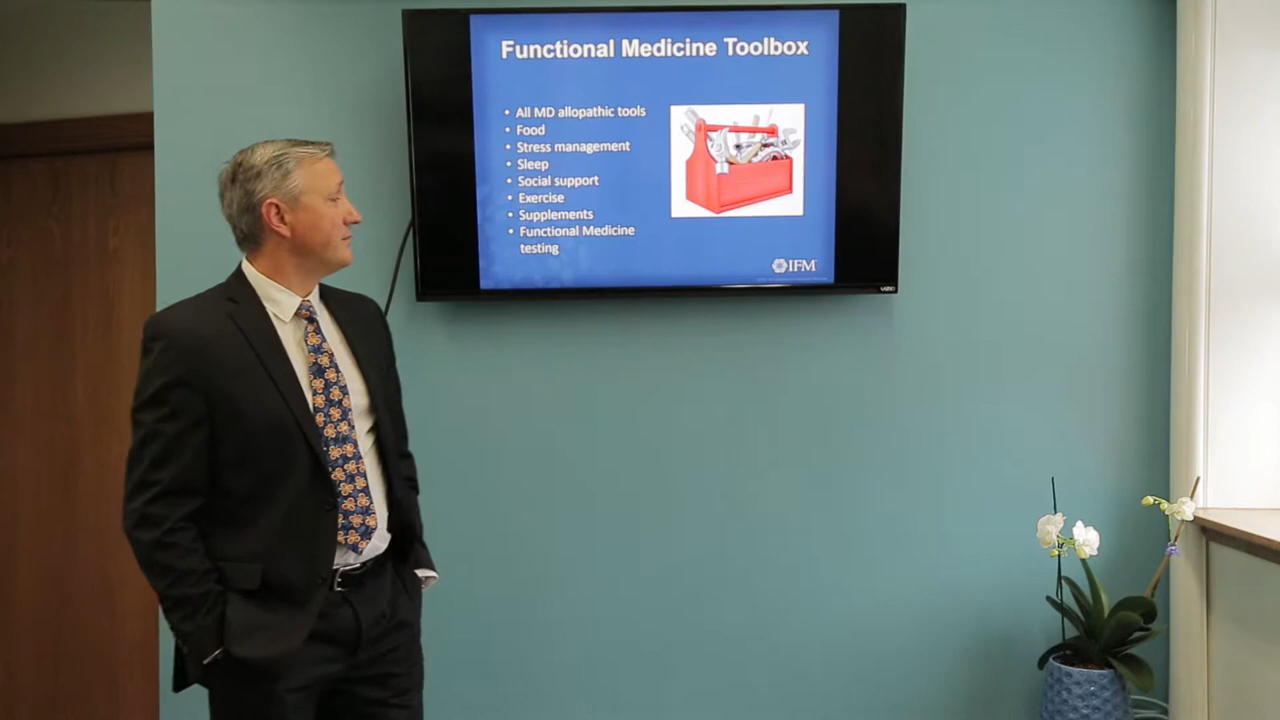 Functional Medicine Toolbox
• All MD allopathic tools
• Food
• Stress management
• Sleep
• Social support
• Exercise
• Supplements
• Functional Medicine
testing
IFM
VIZIO